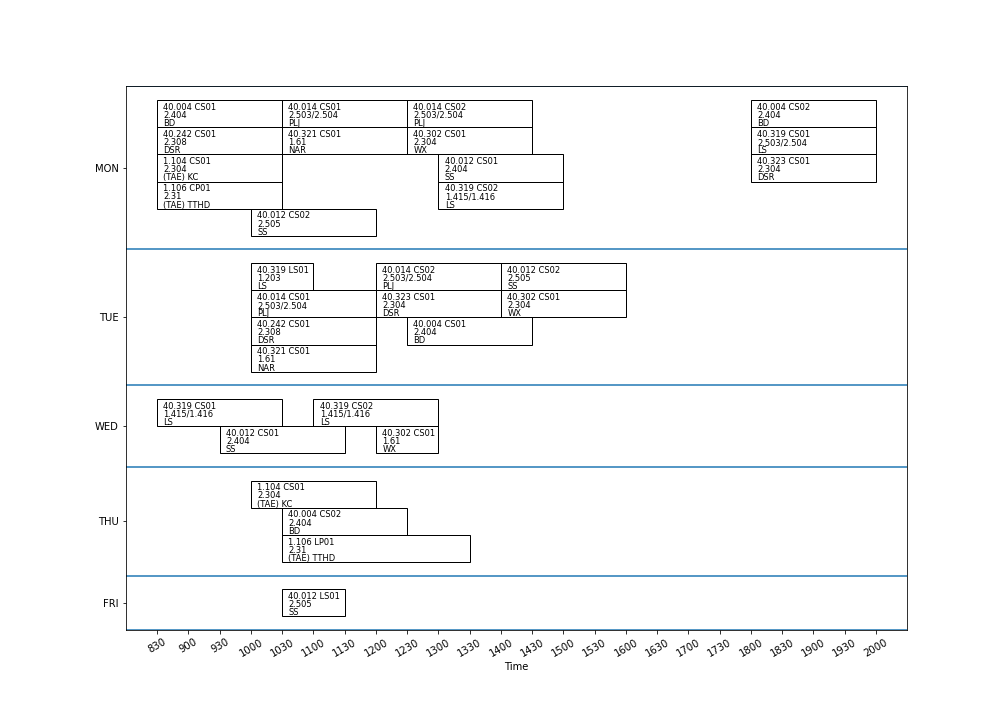 40.004 CS01
2.404
BD
40.014 CS01
2.503/2.504
PLJ
40.014 CS02
2.503/2.504
PLJ
40.004 CS02
2.404
BD
40.242 CS01
2.308
DSR
40.321 CS01
1.61
NAR
40.302 CS01
2.304
WX
40.319 CS01
2.503/2.504
LS
MON
1.104 CS01
2.304
(TAE) KC
40.012 CS01
2.404
SS
40.323 CS01
2.304
DSR
1.106 CP01
2.31
(TAE) TTHD
40.319 CS02
1.415/1.416
LS
40.012 CS02
2.505
SS
TUE
40.319 LS01
1.203
LS
40.014 CS02
2.503/2.504
PLJ
40.012 CS02
2.505
SS
40.014 CS01
2.503/2.504
PLJ
40.323 CS01
2.304
DSR
40.302 CS01
2.304
WX
40.242 CS01
2.308
DSR
40.004 CS01
2.404
BD
40.321 CS01
1.61
NAR
WED
40.319 CS01
1.415/1.416
LS
40.319 CS02
1.415/1.416
LS
40.012 CS01
2.404
SS
40.302 CS01
1.61
WX
THU
1.104 CS01
2.304
(TAE) KC
40.004 CS02
2.404
BD
1.106 LP01
2.31
(TAE) TTHD
FRI
40.012 LS01
2.505
SS
830 900 930 1000 1030 1100 1130 1200 1230 1300 1330 1400 1430 1500 1530 1600 1630 1700 1730 1800 1830 1900 1930 2000
Time